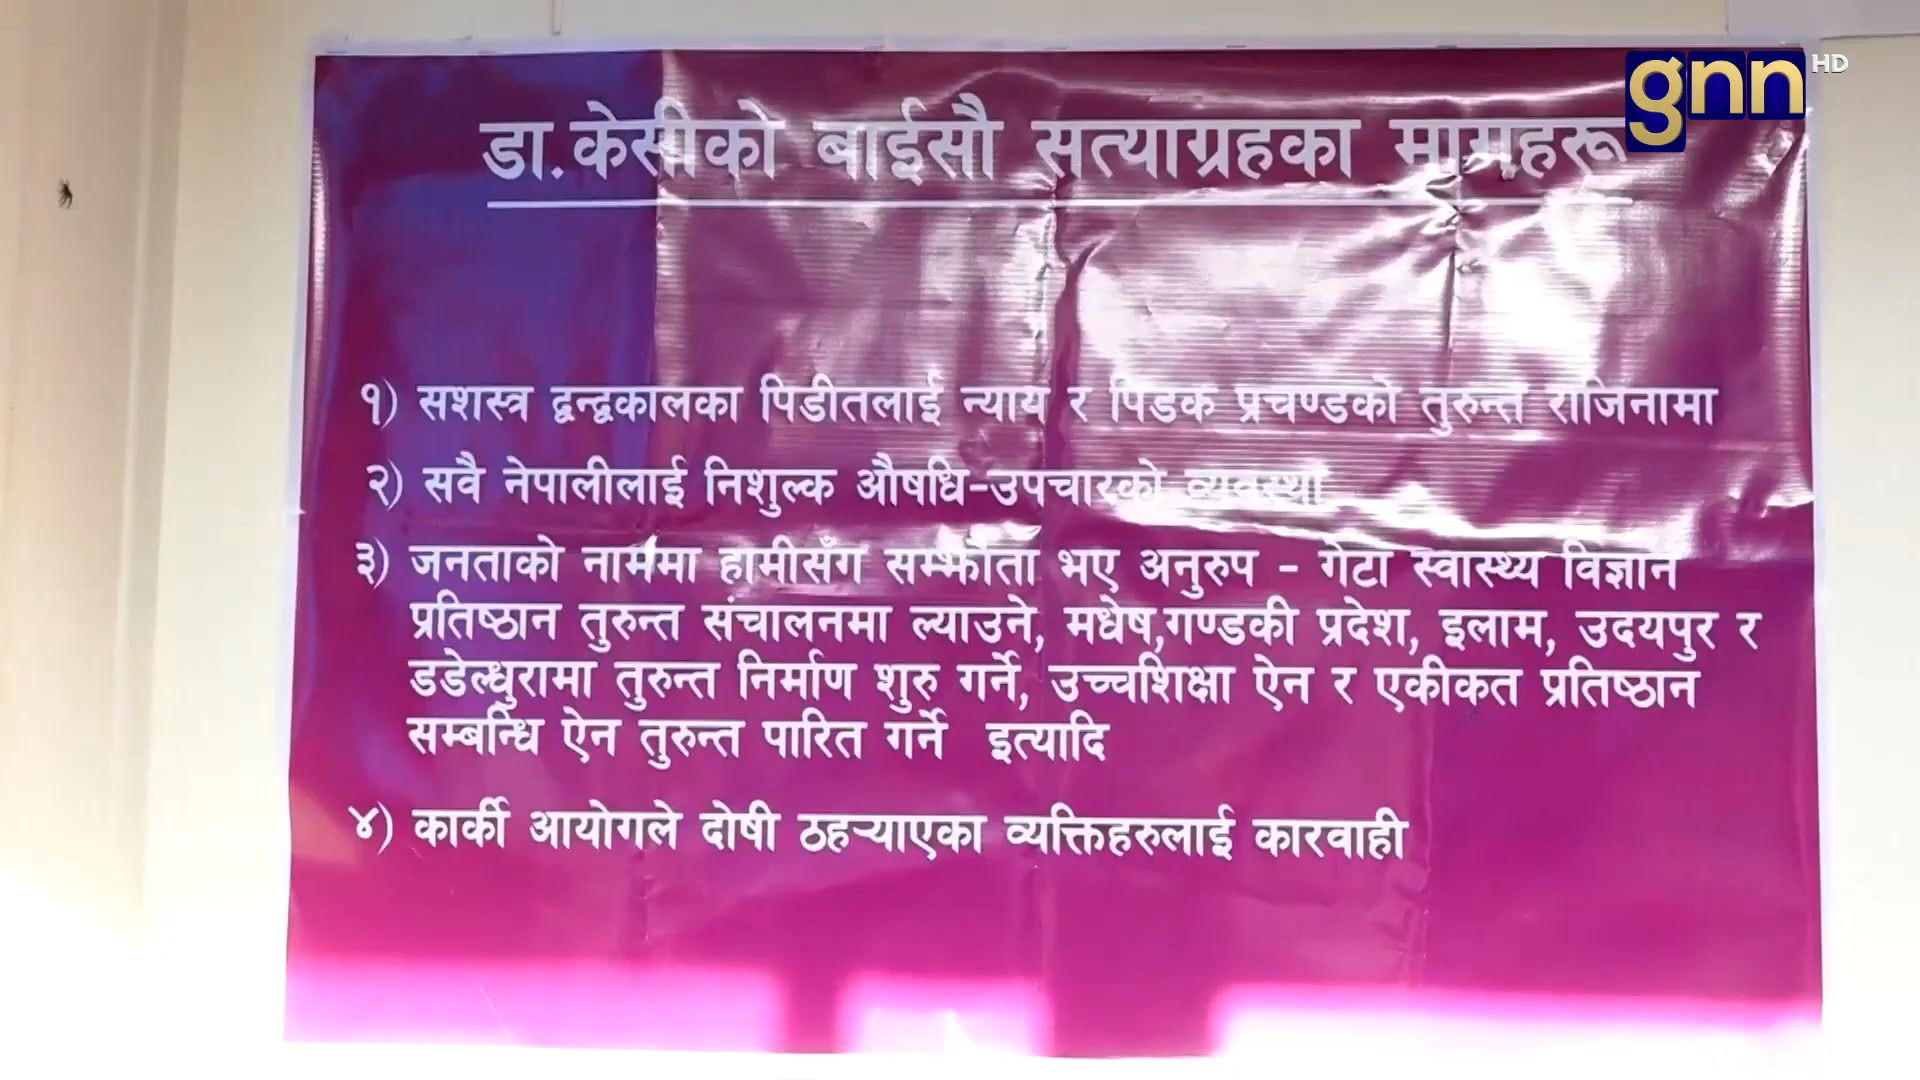 gnn HD
डा.केसीको बाईसौ सत्याग्रहका मागहरू
१) सशस्त्र द्वन्द्वकालका पिडीतलाई न्याय र पिडक प्रचण्डको तुरुन्त राजिनामा
२) सवै नेपालीलाई निशुल्क औषधि-उपचारको व्यवस्था
३) जनताको नाममा हामीसँग सम्झौता भए अनुरुप - गेटा स्वास्थ्य विज्ञान
प्रतिष्ठान तुरुन्त संचालनमा ल्याउने, मधेष,गण्डकी प्रदेश, इलाम, उदयपुर र
डडेल्धुरामा तुरुन्त निर्माण शुरु गर्ने, उच्चशिक्षा ऐन र एकीकत प्रतिष्ठान
सम्बन्धि ऐन तुरुन्त पारित गर्ने इत्यादि
४) कार्की आयोगले दोषी ठहऱ्याएका व्यक्तिहरुलाई कारवाही